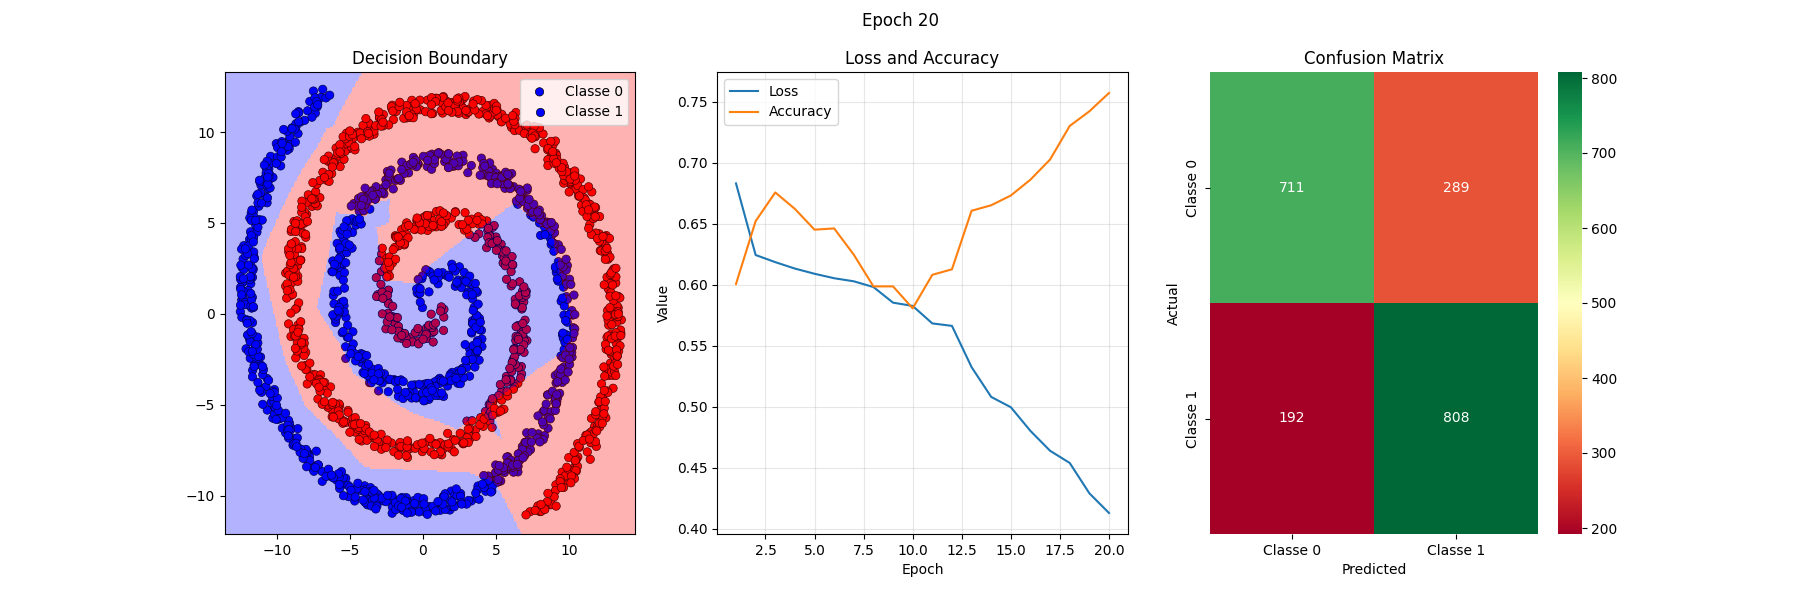 Epoch 20
Decision Boundary
Classe 0
Classe 1
10
5
0
−5
−10
−10
−5
0
5
10
Loss and Accuracy
Loss
Accuracy
Value
0.75
0.70
0.65
0.60
0.55
0.50
0.45
0.40
2.5
5.0
7.5
10.0
12.5
15.0
17.5
20.0
Epoch
Confusion Matrix
Actual
Classe 0
Classe 1
711
289
192
808
Classe 0
Classe 1
Predicted
800
700
600
500
400
300
200